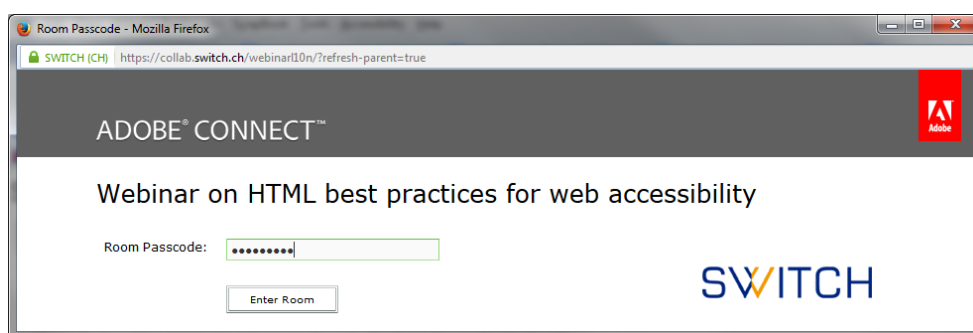 Room Passcode - Mozilla Firefox
SWITCH (CH) https://collab.switch.ch/webinarl10n/?refresh-parent=true
ADOBE® CONNECT™
Adobe
Webinar on HTML best practices for web accessibility
Room Passcode: •••••••••
Enter Room
SWITCH